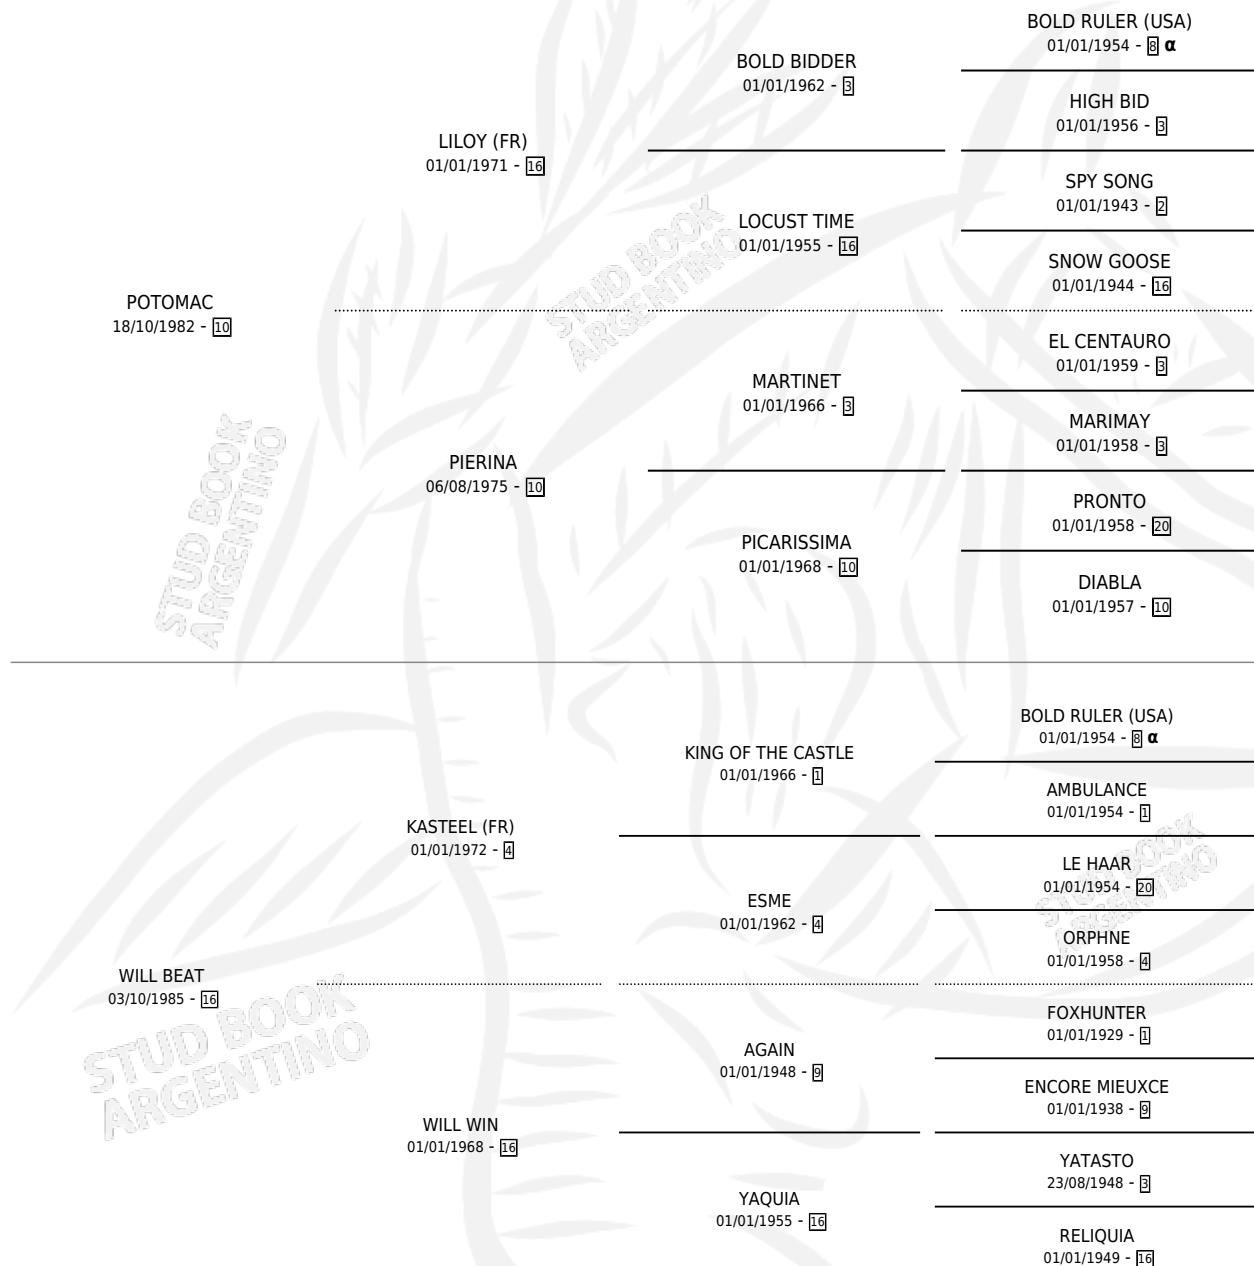 BOLD RULER (USA)
01/01/1954 - 8 α
BOLD BIDDER
01/01/1962 - 3
HIGH BID
01/01/1956 - 3
LILOY (FR)
01/01/1971 - 16
SPY SONG
01/01/1943 - 2
LOCUST TIME
01/01/1955 - 16
SNOW GOOSE
01/01/1944 - 16
POTOMAC
18/10/1982 - 10
STUD BOOK
ARGENTINO
EL CENTAURO
01/01/1959 - 3
MARTINET
01/01/1966 - 3
MARIMAY
01/01/1958 - 3
PIERINA
06/08/1975 - 10
STUD BOOK
ARGENTINO
PRONTO
01/01/1958 - 20
PICARISSIMA
01/01/1968 - 10
DIABLA
01/01/1957 - 10
BOLD RULER (USA)
01/01/1954 - 8 α
KING OF THE CASTLE
01/01/1966 - 1
AMBULANCE
01/01/1954 - 1
KASTEEL (FR)
01/01/1972 - 4
LE HAAR
01/01/1954 - 20
STUD BOOK
ARGENTINO
ESME
01/01/1962 - 4
ORPHNE
01/01/1958 - 4
WILL BEAT
03/10/1985 - 16
STUD BOOK
ARGENTINO
FOXHUNTER
01/01/1929 - 1
AGAIN
01/01/1948 - 9
ENCORE MIEUXCE
01/01/1938 - 9
WILL WIN
01/01/1968 - 16
YATASTO
23/08/1948 - 3
YAQUIA
01/01/1955 - 16
RELIQUIA
01/01/1949 - 16